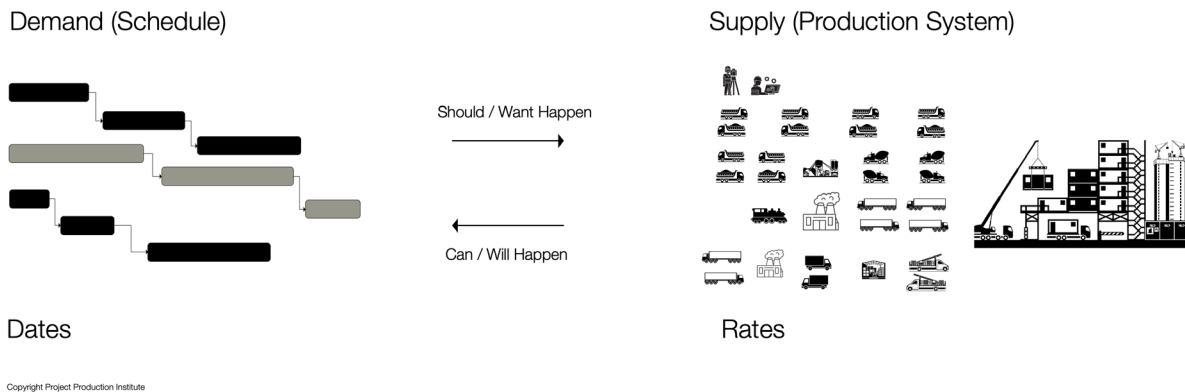 Demand (Schedule)
Supply (Production System)
Should / Want Happen
Can / Will Happen
Dates
Rates
Copyright Project Production Institute